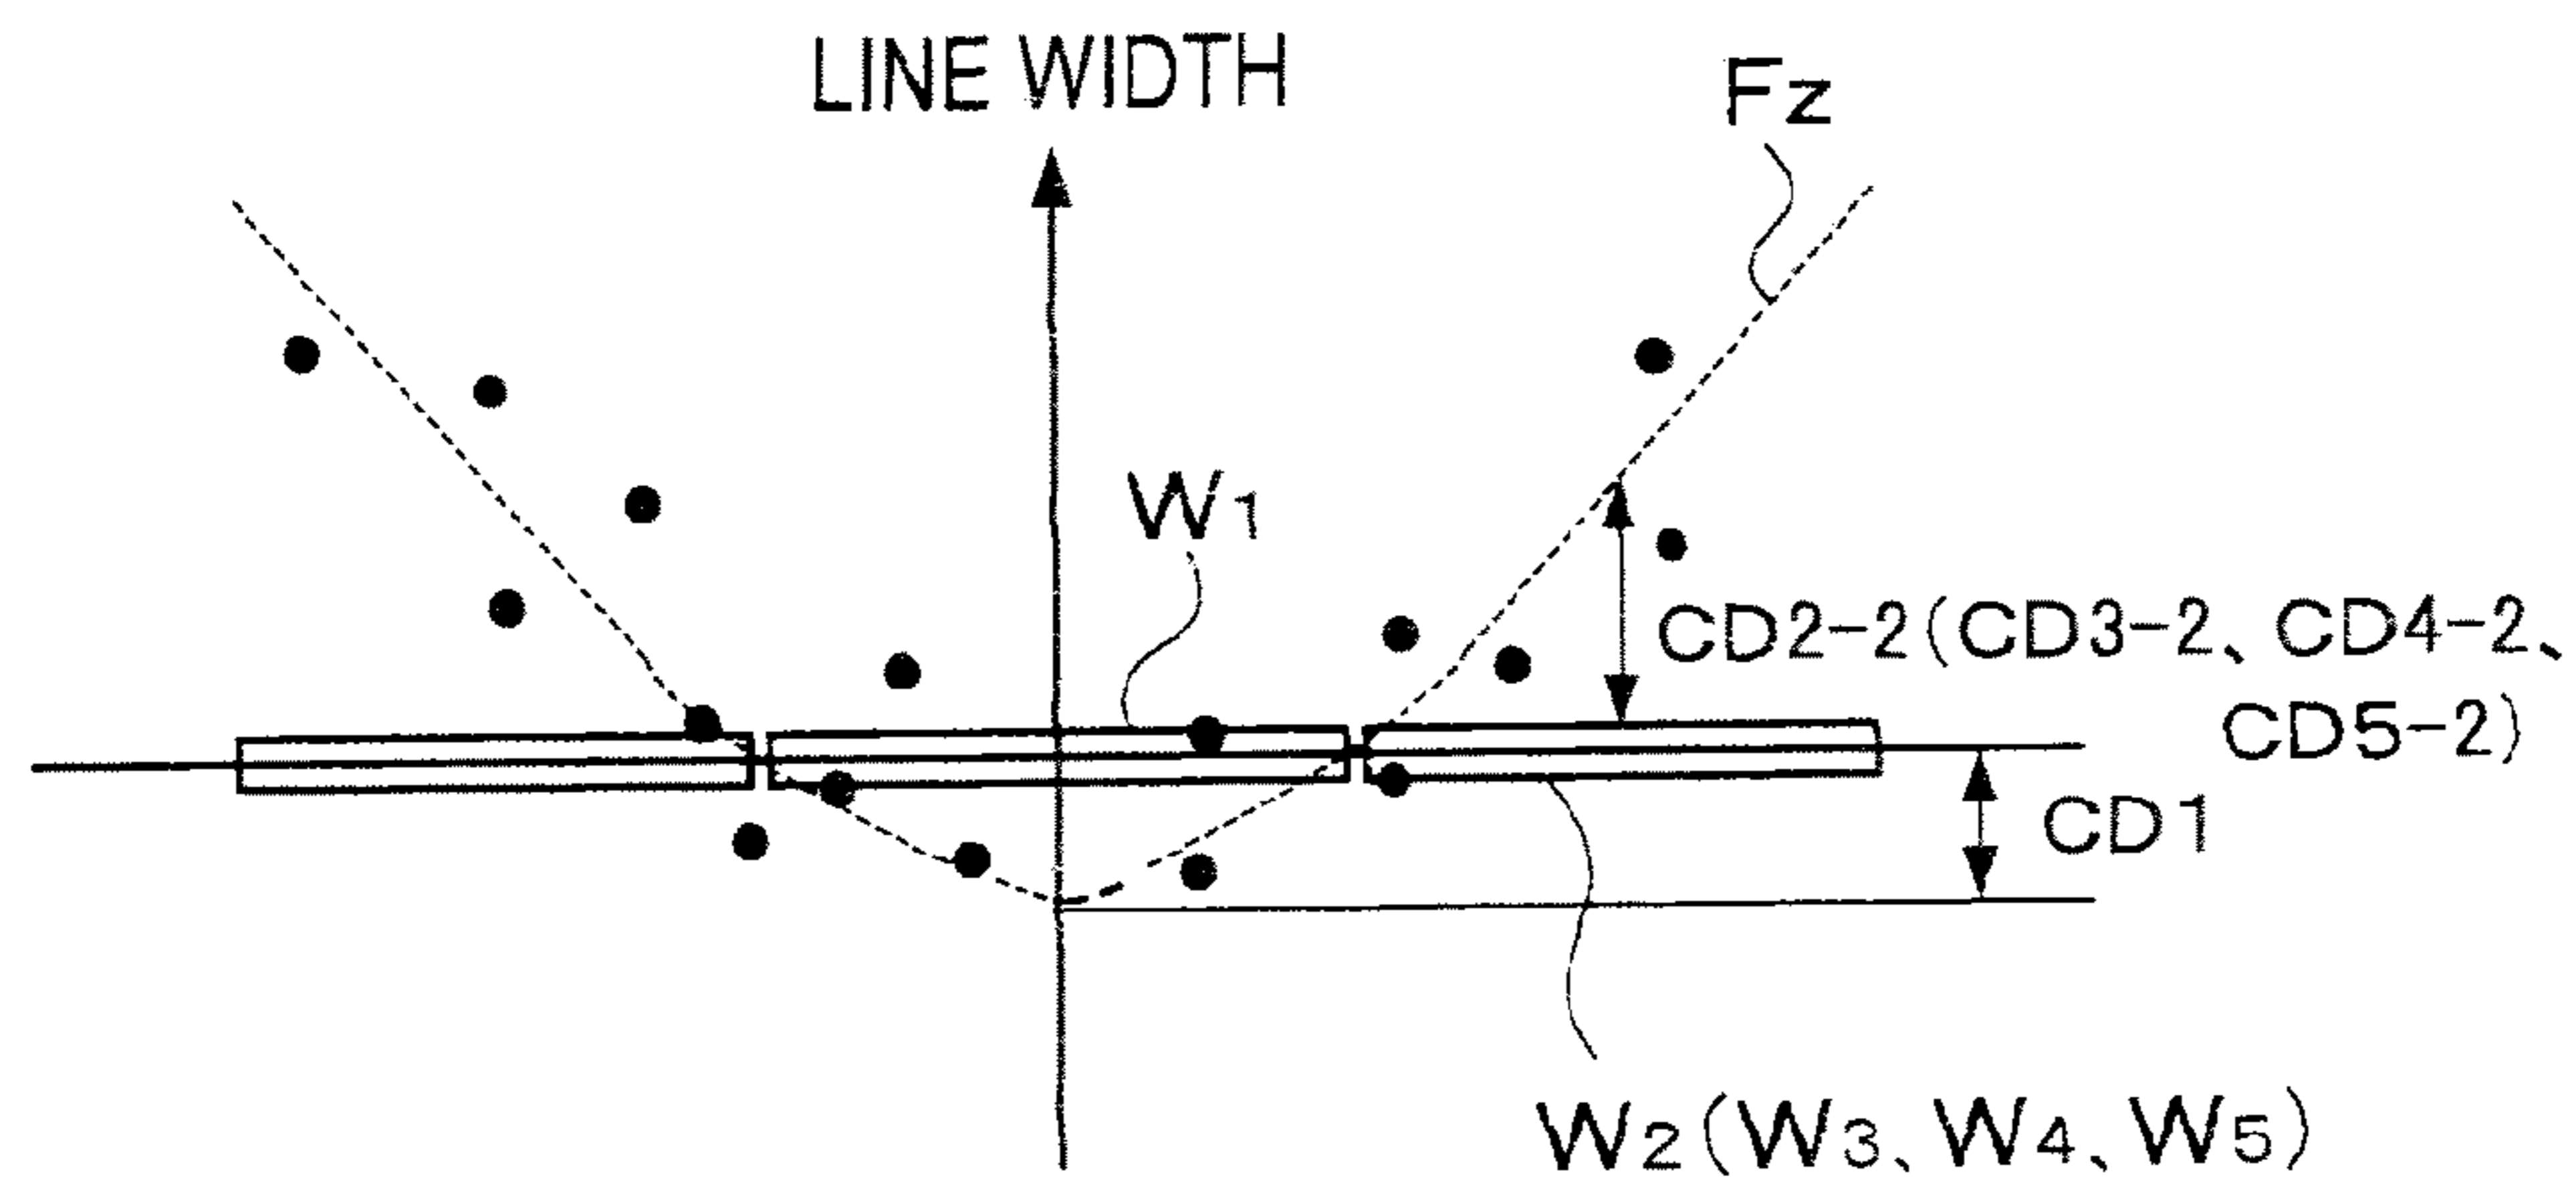 LINE WIDTH
Fz
W1
CD2-2(CD3-2、CD4-2、
CD5-2)
CD1
W2(W3、W4、W5)